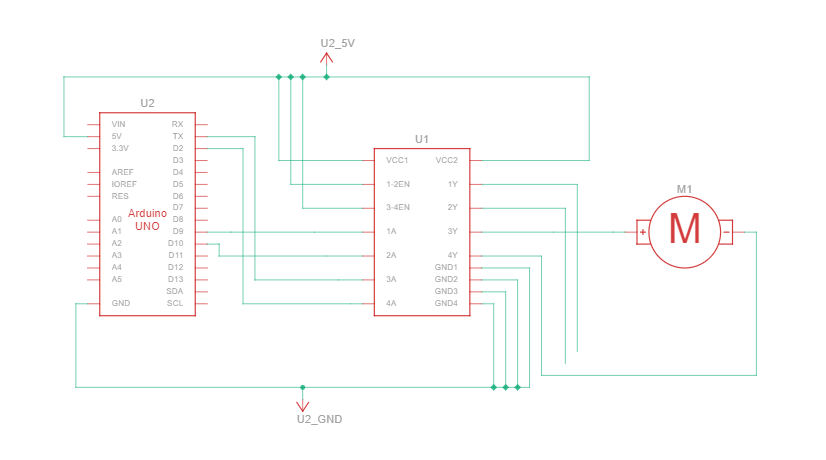 U2_5V
U2
U1
M1
VIN RX
5V TX
3.3V D2
D3
AREF D4
IOREF D5
RES D6
D7
A0 D8
A1 D9
A2 D10
A3 D11
A4 D12
A5 D13
SDA
GND SCL
Arduino
UNO
VCC1 VCC2
1-2EN 1Y
3-4EN 2Y
1A 3Y
2A 4Y
GND1
3A GND2
GND3
4A GND4
+ M -
U2_GND